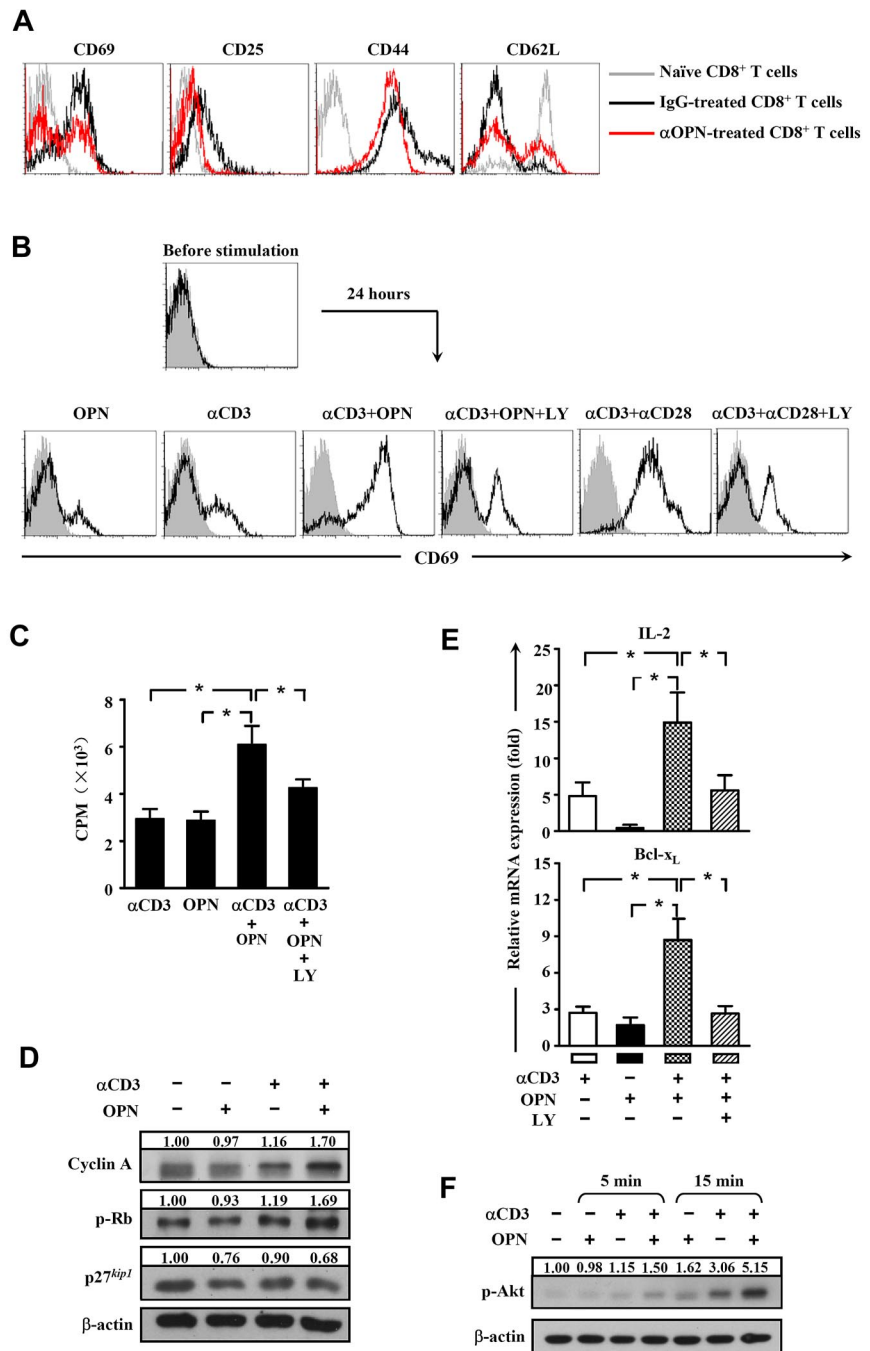 A
CD69 CD25 CD44 CD62L
Naïve CD8+ T cells
IgG-treated CD8+ T cells
αOPN-treated CD8+ T cells
B
Before stimulation
24 hours
OPN αCD3 αCD3+OPN αCD3+OPN+LY αCD3+αCD28 αCD3+αCD28+LY
CD69
C
CPM (×10³)
8
6
4
2
0
* *
*
αCD3 OPN αCD3 + OPN αCD3 + OPN + LY
D
αCD3 – – + +
OPN – + – +
1.00 0.97 1.16 1.70
Cyclin A
1.00 0.93 1.19 1.69
p-Rb
1.00 0.76 0.90 0.68
p27kip1
β-actin
E
Relative mRNA expression (fold)
IL-2
25
20
15
10
5
0
* *
*
Bcl-xL
15
12
9
6
3
0
* *
*
αCD3 + – + +
OPN – + + +
LY – – – +
F
5 min 15 min
αCD3 – – + + – + +
OPN – + – + + – +
1.00 0.98 1.15 1.50 1.62 3.06 5.15
p-Akt
β-actin